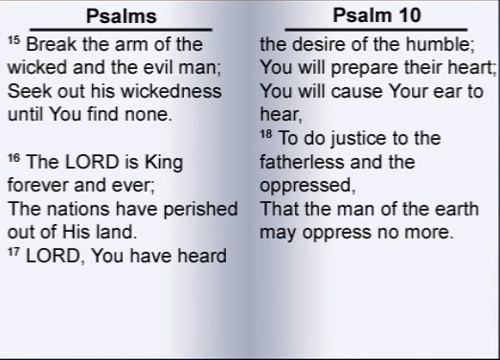 Psalms
15 Break the arm of the
wicked and the evil man;
Seek out his wickedness
until You find none.
16 The LORD is King
forever and ever;
The nations have perished
out of His land.
17 LORD, You have heard
Psalm 10
the desire of the humble;
You will prepare their heart;
You will cause Your ear to
hear,
18 To do justice to the
fatherless and the
oppressed,
That the man of the earth
may oppress no more.